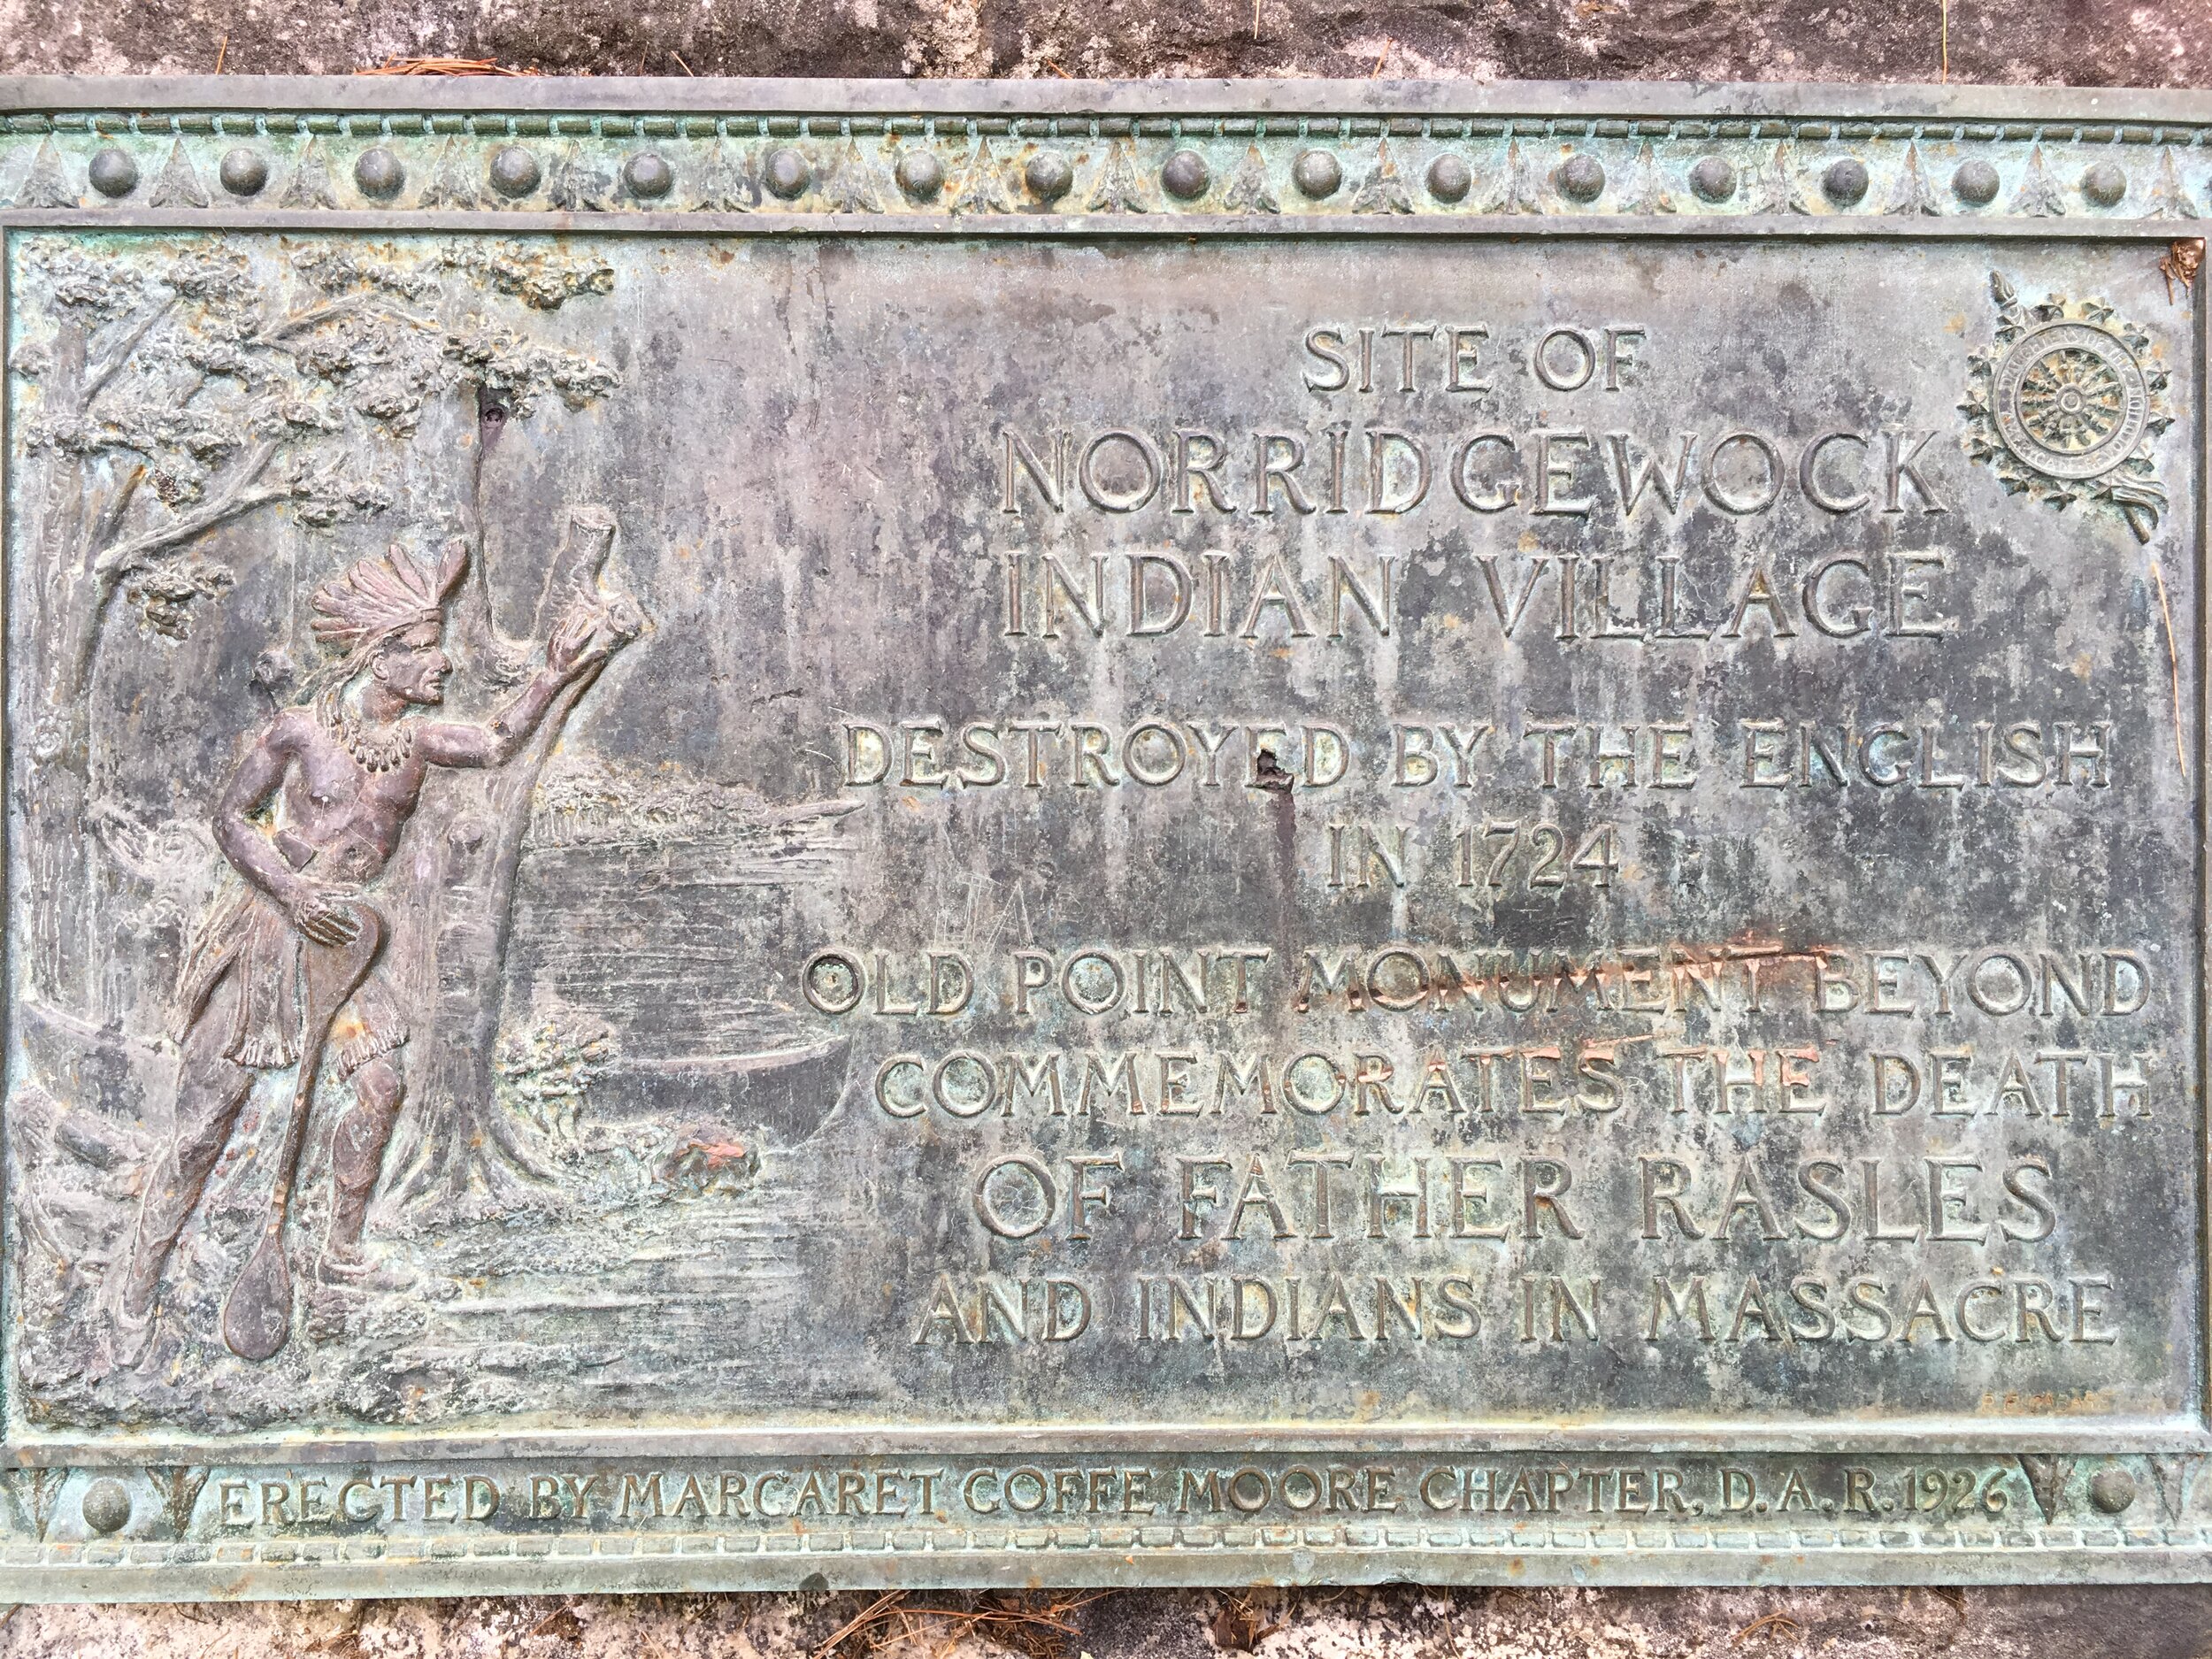 SITE OF
NORRIDGEWOCK
INDIAN VILLAGE
DESTROYED BY THE ENGLISH
IN 1724
OLD POINT MONUMENT BEYOND
COMMEMORATES THE DEATH
OF FATHER RASLES
AND INDIANS IN MASSACRE
ERECTED BY MARGARET GOFFE MOORE CHAPTER, D.A.R. 1926